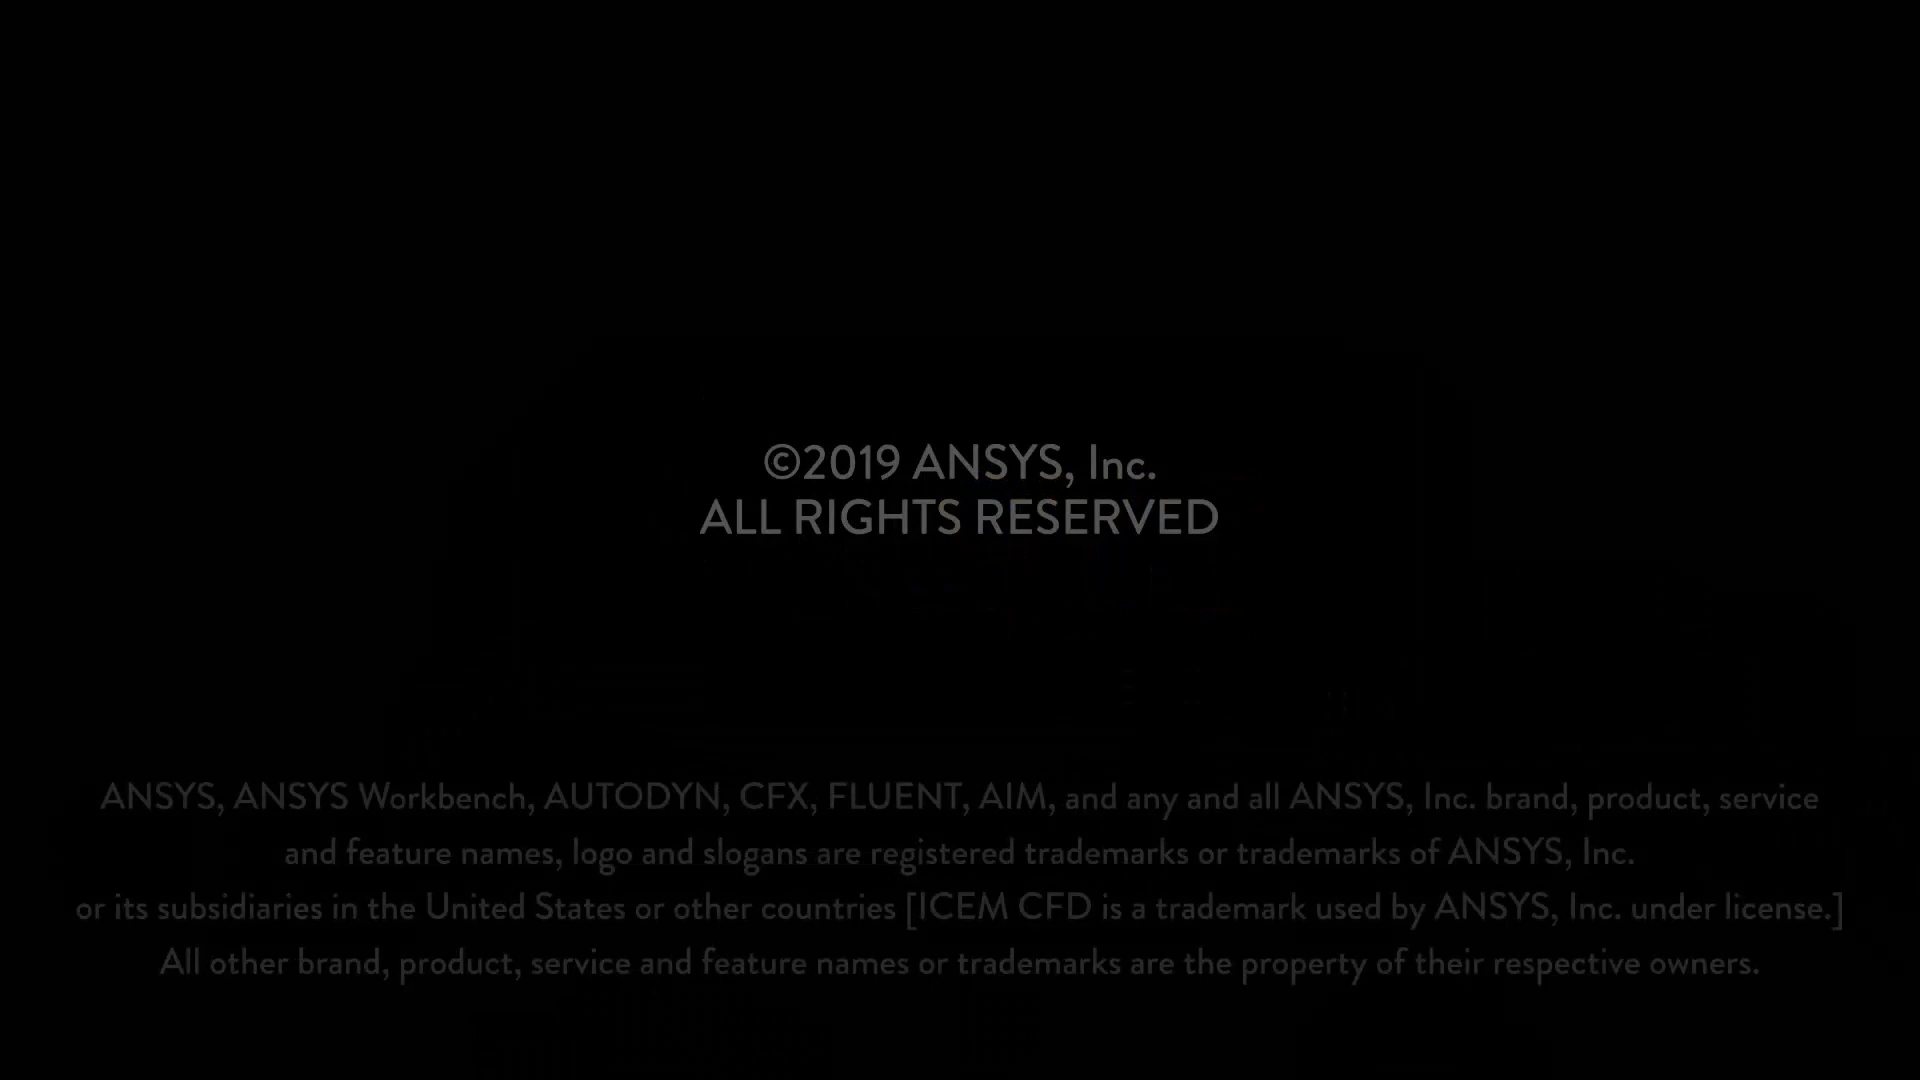 ©2019 ANSYS, Inc.
ALL RIGHTS RESERVED
ANSYS, ANSYS Workbench, AUTODYN, CFX, FLUENT, AIM, and any and all ANSYS, Inc. brand, product, service
and feature names, logo and slogans are registered trademarks or trademarks of ANSYS, Inc.
or its subsidiaries in the United States or other countries [ICEM CFD is a trademark used by ANSYS, Inc. under license.]
All other brand, product, service and feature names or trademarks are the property of their respective owners.